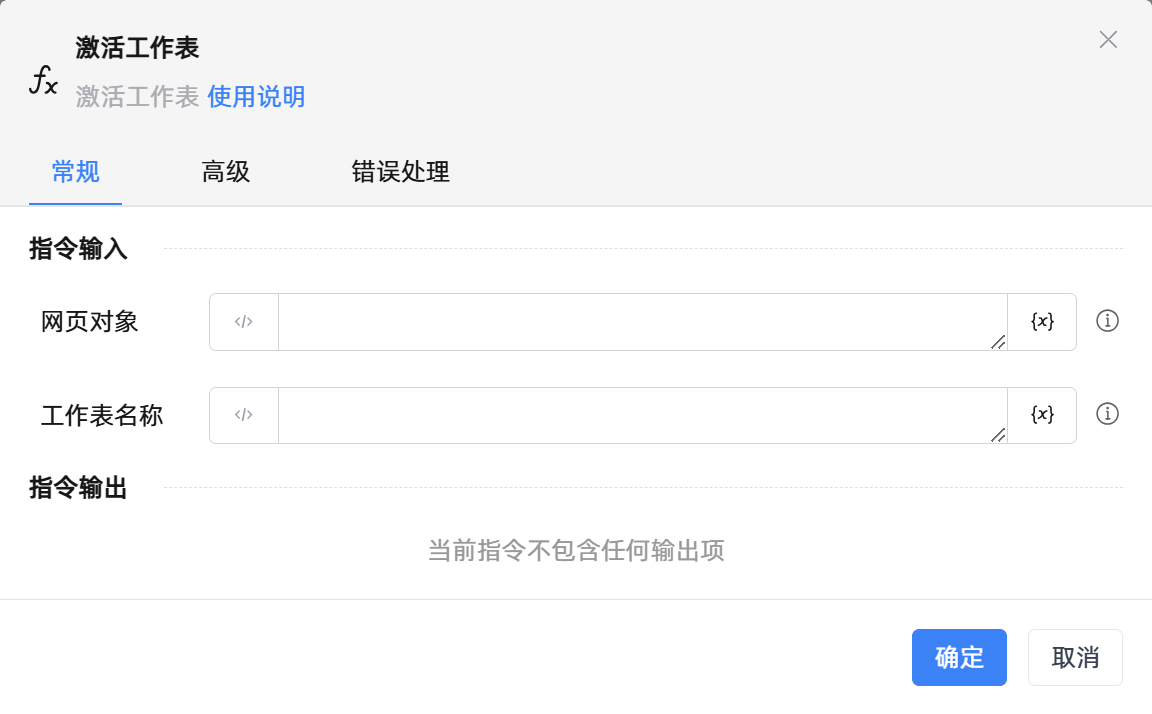 激活工作表
fx
激活工作表 使用说明
常规 高级 错误处理
指令输入
网页对象 </> {x}
工作表名称 </> {x}
指令输出
当前指令不包含任何输出项
确定 取消